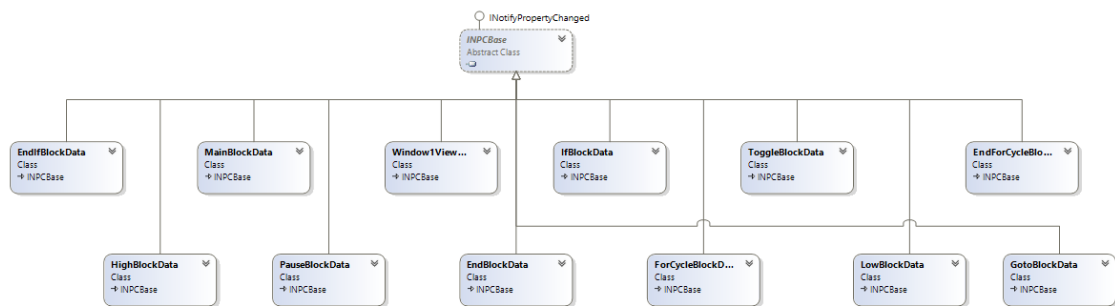 INotifyPropertyChanged
INPCBase
Abstract Class
EndIfBlockData
Class
INPCBase
MainBlockData
Class
INPCBase
Window1View...
Class
INPCBase
IfBlockData
Class
INPCBase
ToggleBlockData
Class
INPCBase
EndForCycleBlo...
Class
INPCBase
HighBlockData
Class
INPCBase
PauseBlockData
Class
INPCBase
EndBlockData
Class
INPCBase
ForCycleBlockD...
Class
INPCBase
LowBlockData
Class
INPCBase
GotoBlockData
Class
INPCBase